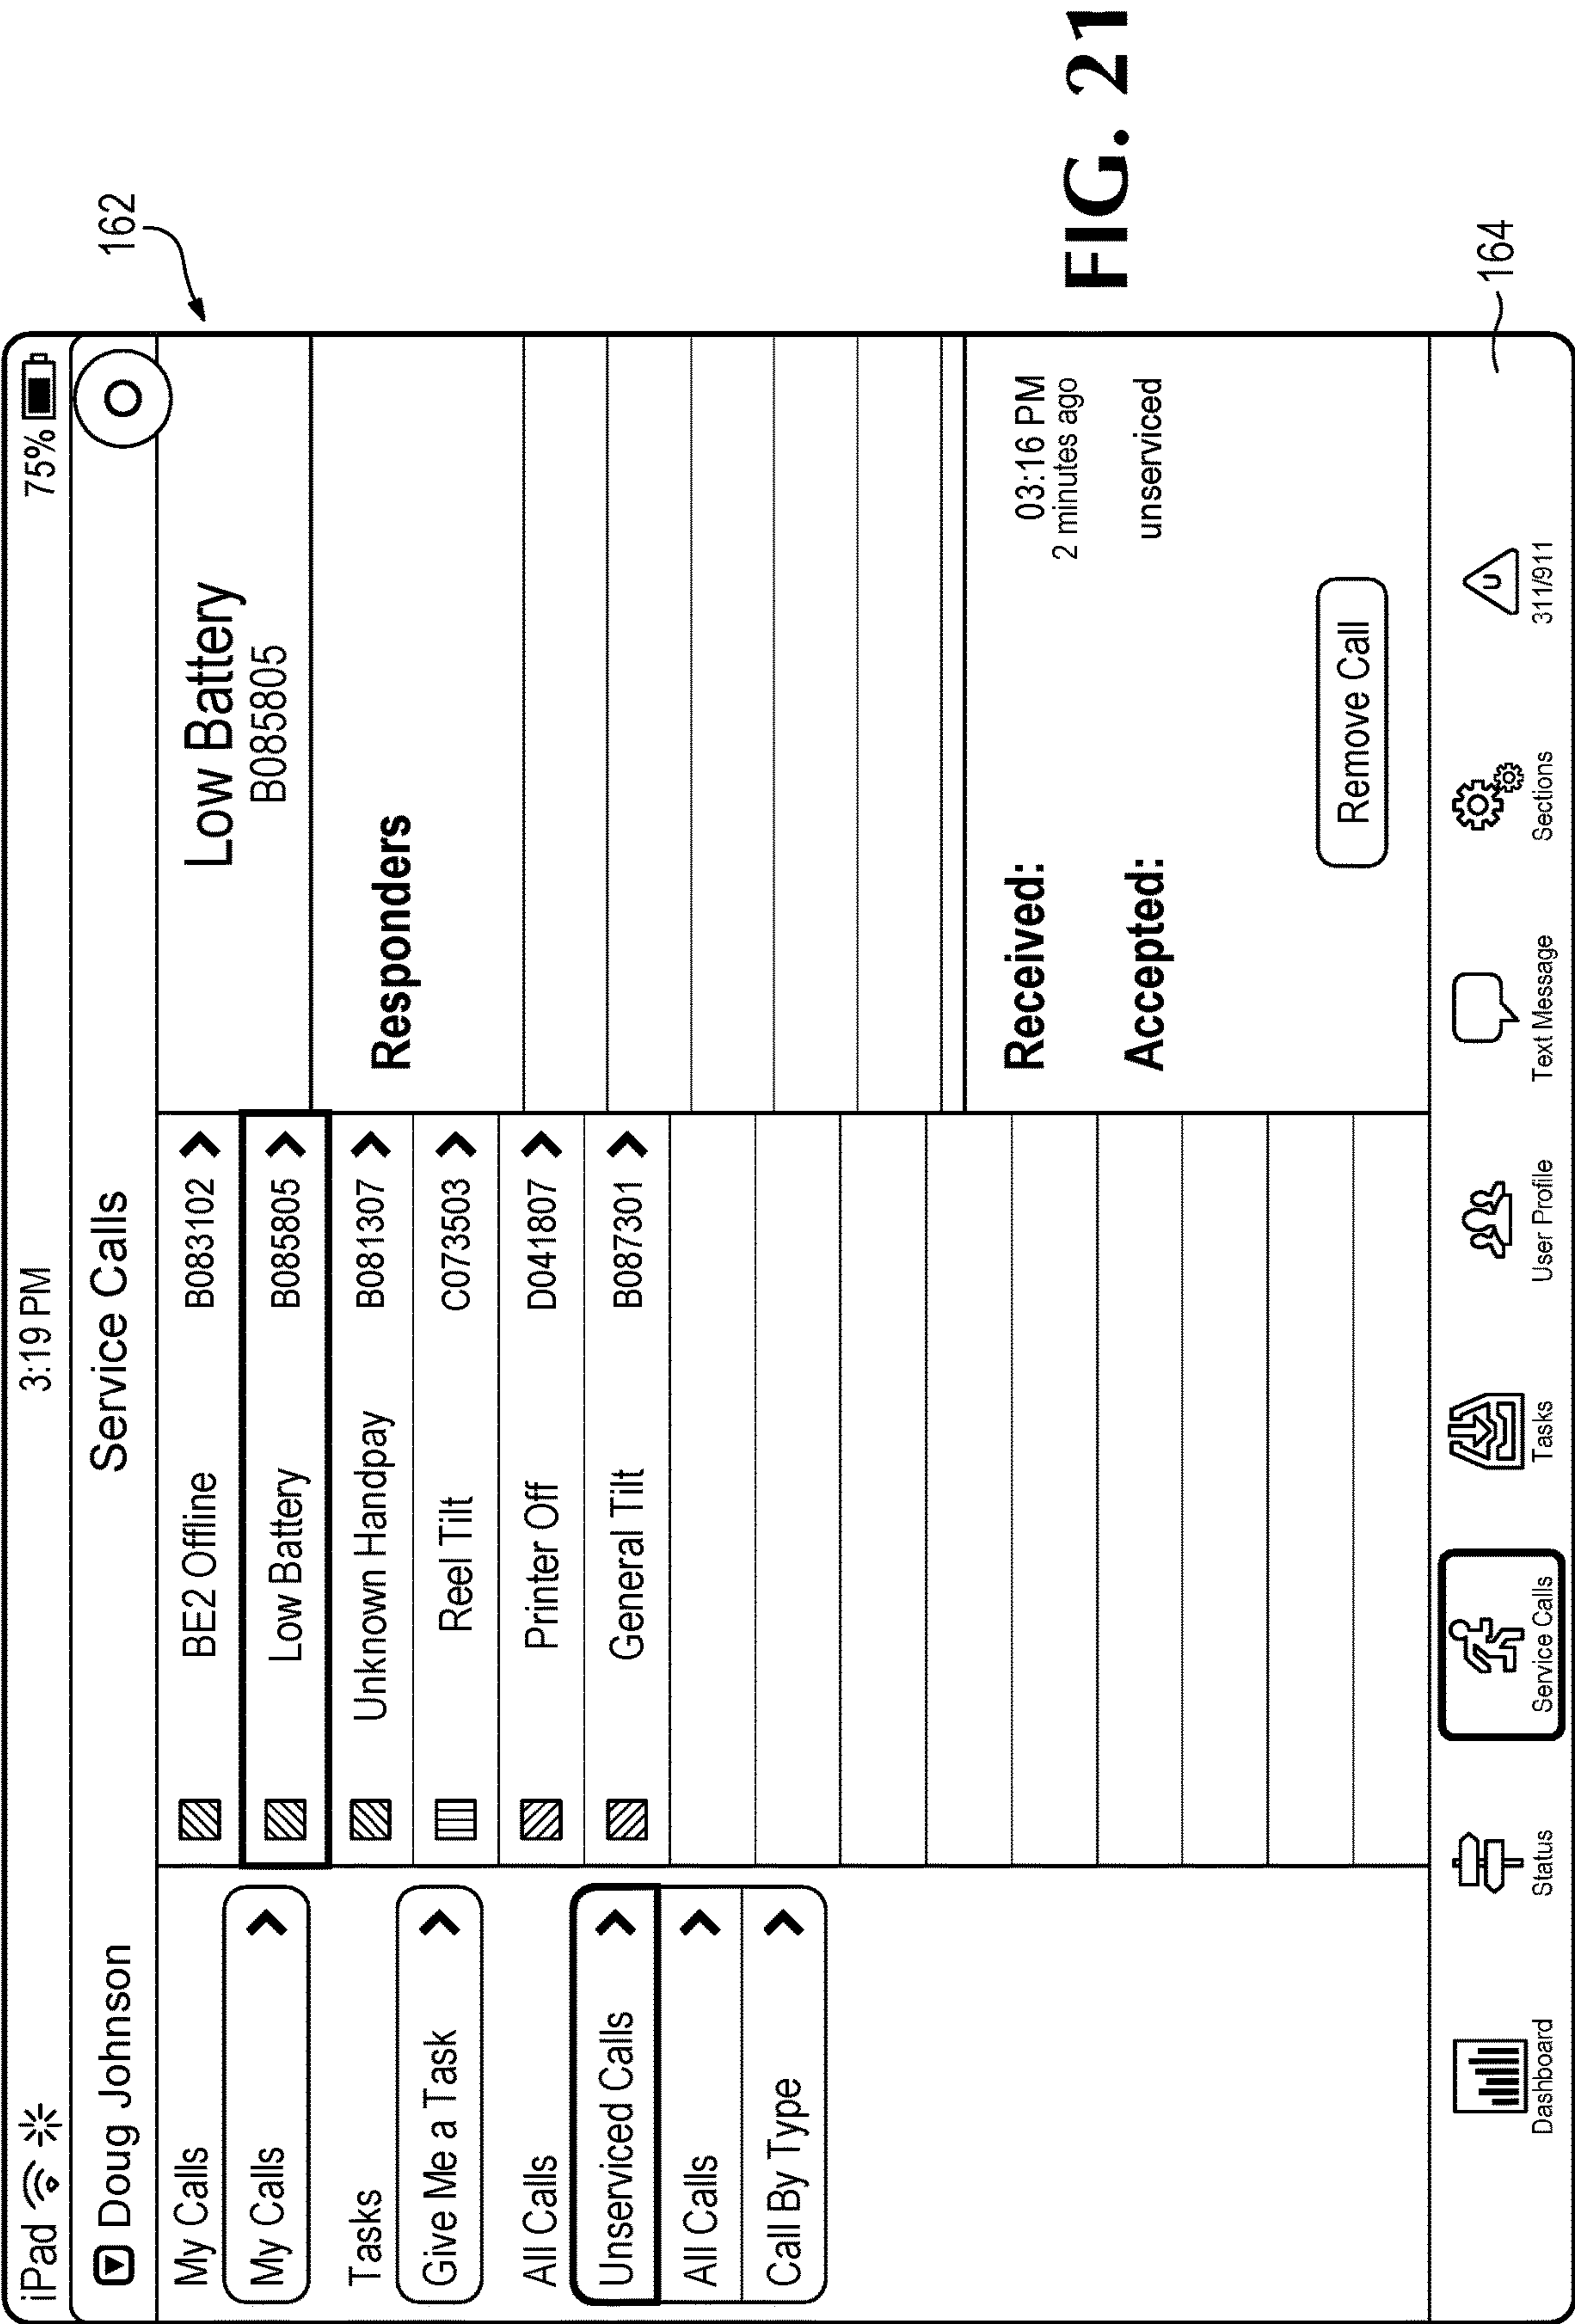 iPad 3:19 PM 75%
Doug Johnson Service Calls
162
My Calls
My Calls
Tasks
Give Me a Task
All Calls
Unserviced Calls
All Calls
Call By Type
BE2 Offline B083102
Low Battery B085805
Unknown Handpay B081307
Reel Tilt C073503
Printer Off D041807
General Tilt B087301
Low Battery
B085805
Responders
Received: 03:16 PM
2 minutes ago
Accepted: unserviced
Remove Call
Dashboard Status Service Calls Tasks User Profile Text Message Sections U 311/911
164
FIG. 21